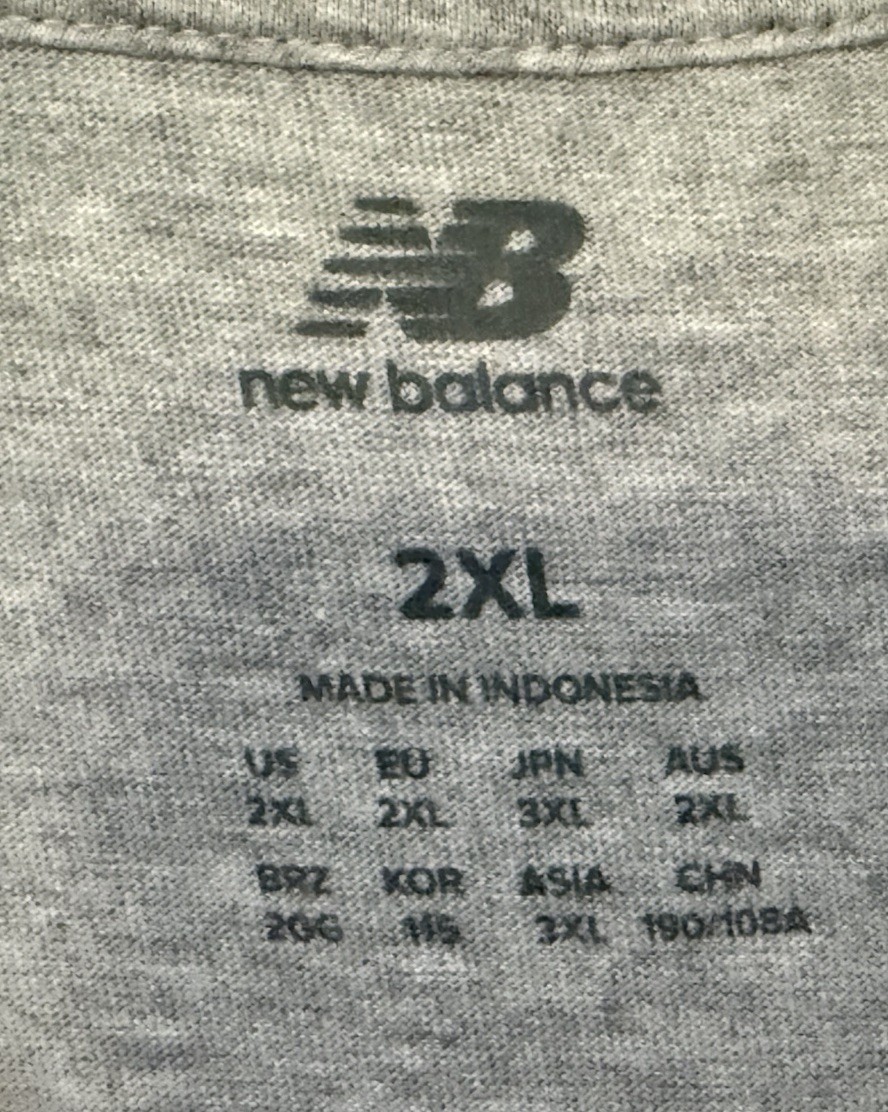 NB
new balance
2XL
MADE IN INDONESIA
US EU JPN AUS
2XL 2XL 3XL 2XL
BRZ KOR ASIA CHN
2GG 115 3XL 190/108A